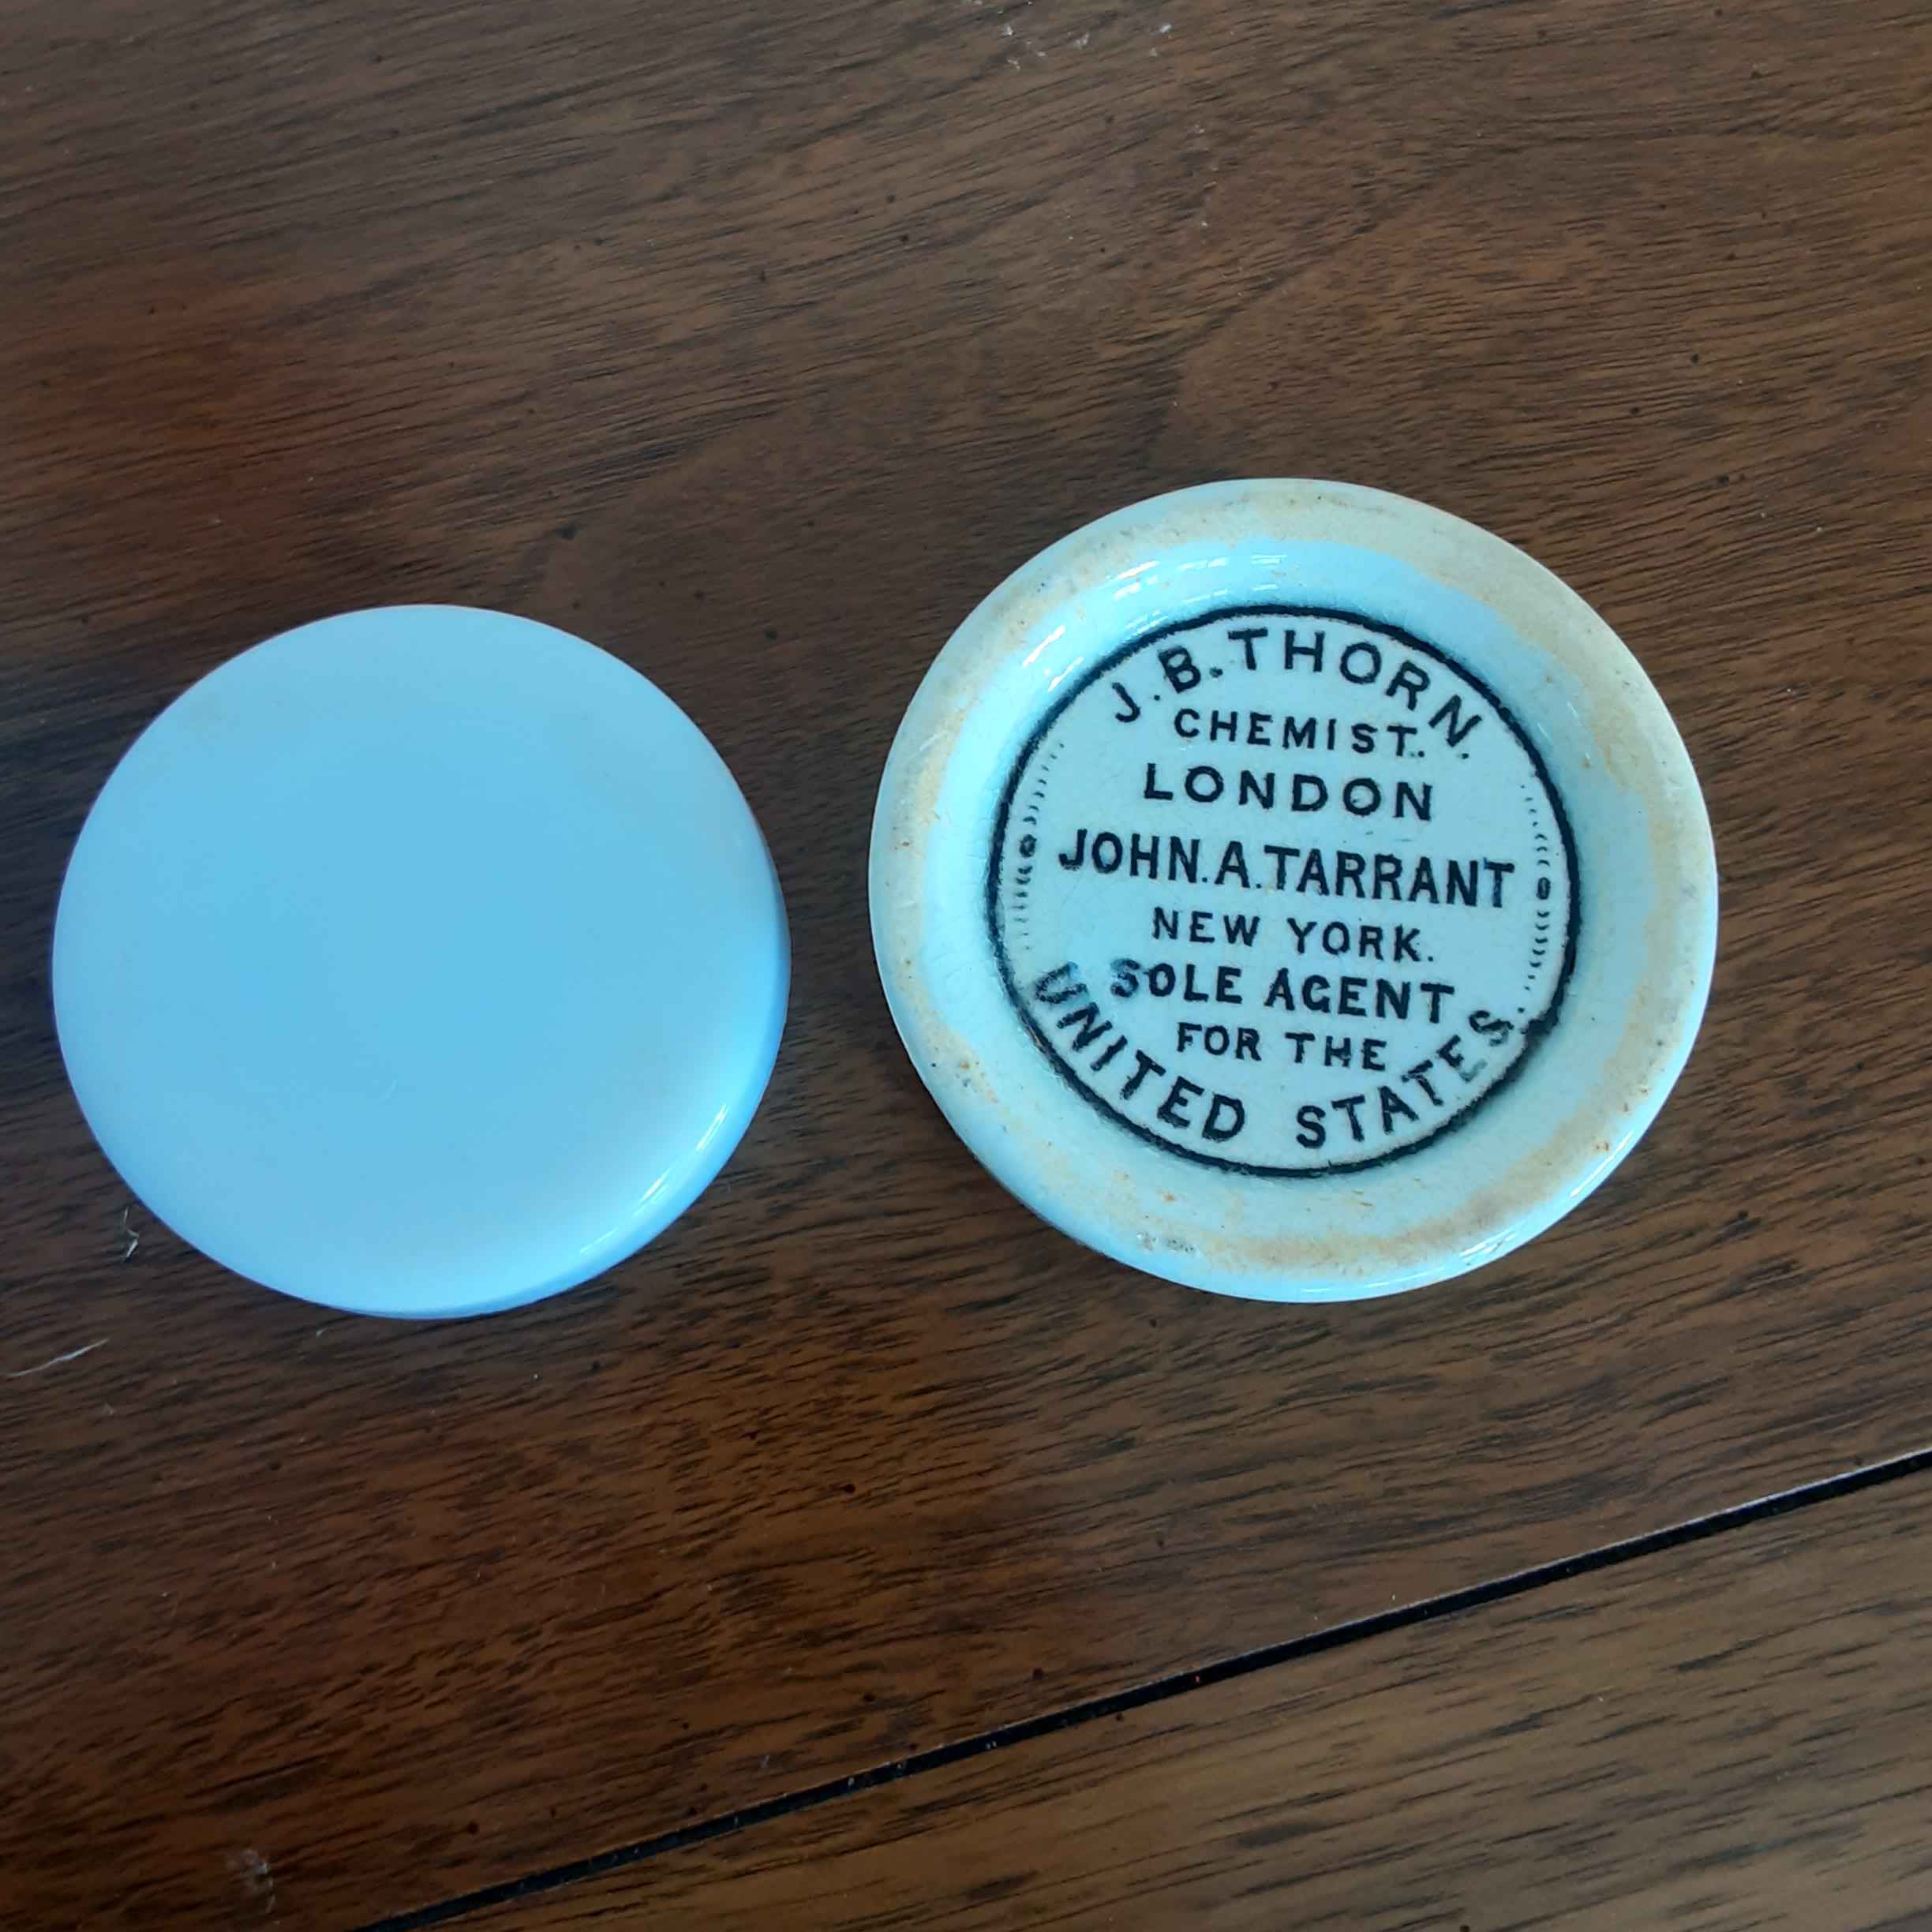 J.B.THORN.
CHEMIST.
LONDON
JOHN.A.TARRANT
NEW YORK.
SOLE AGENT
FOR THE
UNITED STATES.